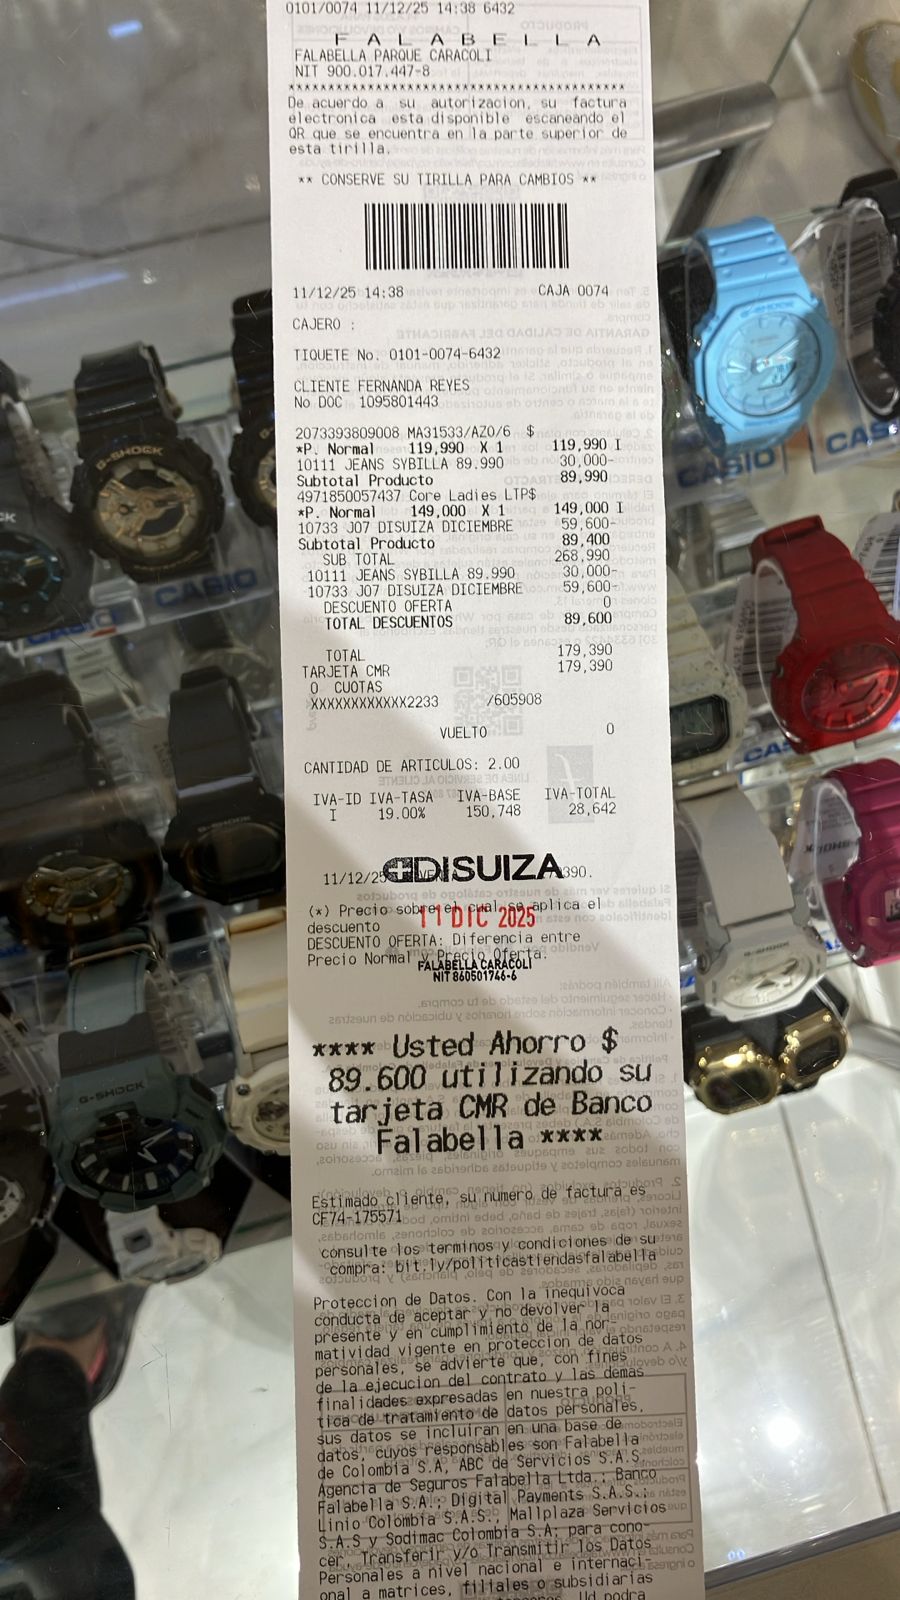 0101/0074 11/12/25 14:38 6432
F A L A B E L L A
FALABELLA PARQUE CARACOLI
NIT 900.017.447-8
******************************************
De acuerdo a su autorizacion, su factura
electronica esta disponible escaneando el
QR que se encuentra en la parte superior de
esta tirilla.
** CONSERVE SU TIRILLA PARA CAMBIOS **
11/12/25 14:38 CAJA 0074
CAJERO :
TIQUETE No. 0101-0074-6432
CLIENTE FERNANDA REYES
No DOC 1095801443
2073393809008 MA31533/AZO/6 $
*P. Normal 119,990 X 1 119,990 I
10111 JEANS SYBILLA 89.990 30,000-
Subtotal Producto 89,990
4971850057437 Core Ladies LTP$
*P. Normal 149,000 X 1 149,000 I
10733 J07 DISUIZA DICIEMBRE 59,600-
Subtotal Producto 89,400
SUB TOTAL 268,990
10111 JEANS SYBILLA 89.990 30,000-
10733 J07 DISUIZA DICIEMBRE 59,600-
DESCUENTO OFERTA 0
TOTAL DESCUENTOS 89,600
TOTAL 179,390
TARJETA CMR 179,390
0 CUOTAS
XXXXXXXXXXXX2233 /605908
VUELTO 0
CANTIDAD DE ARTICULOS: 2.00
IVA-ID IVA-TASA IVA-BASE IVA-TOTAL
I 19.00% 150,748 28,642
11/12/25 390.
DISUIZA
(*) Precio sobre el cual se aplica el
descuento
11 DIC 2025
DESCUENTO OFERTA: Diferencia entre
Precio Normal y Precio Oferta.
FALABELLA CARACOLI
NIT 860501746-6
**** Usted Ahorro $
89.600 utilizando su
tarjeta CMR de Banco
Falabella ****
Estimado cliente, su numero de factura es
CF74-175571
consulte los terminos y condiciones de su
compra: bit.ly/politicastiendasfalabella
Proteccion de Datos. Con la inequivoca
conducta de aceptar y no devolver la
presente y en cumplimiento de la nor-
matividad vigente en proteccion de datos
personales, se advierte que, con fines
de la ejecucion del contrato y las demas
finalidades expresadas en nuestra poli-
tica de tratamiento de datos personales,
sus datos se incluiran en una base de
datos, cuyos responsables son Falabella
de Colombia S.A, ABC de Servicios S.A.S
Agencia de Seguros Falabella Ltda.; Banco
Falabella S.A.; Digital Payments S.A.S.;
Linio Colombia S.A.S., Mallplaza Servicios
S.A.S y Sodimac Colombia S.A; para cono-
cer Transferir y/o Transmitir los Datos
Personales a nivel nacional e internaci-
onal a matrices, filiales o subsidiarias
Ud podra
G-SHOCK
CASIO
G-SHOCK
G-SHOCK
G-SHOCK
CASIO
CASIO
G-SHOCK